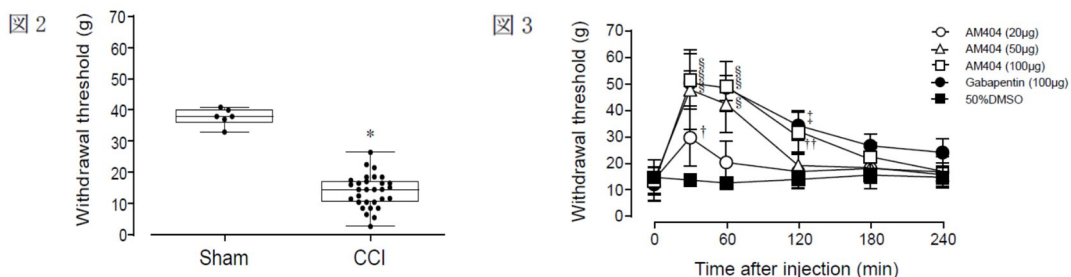 図2
Withdrawal threshold (g)
70
60
50
40
30
20
10
0
*
Sham
CCI
図3
Withdrawal threshold (g)
70
60
50
40
30
20
10
0
§
§
§
§
§
§
§
§
§
†
‡
††
0
60
120
180
240
Time after injection (min)
AM404 (20μg)
AM404 (50μg)
AM404 (100μg)
Gabapentin (100μg)
50%DMSO